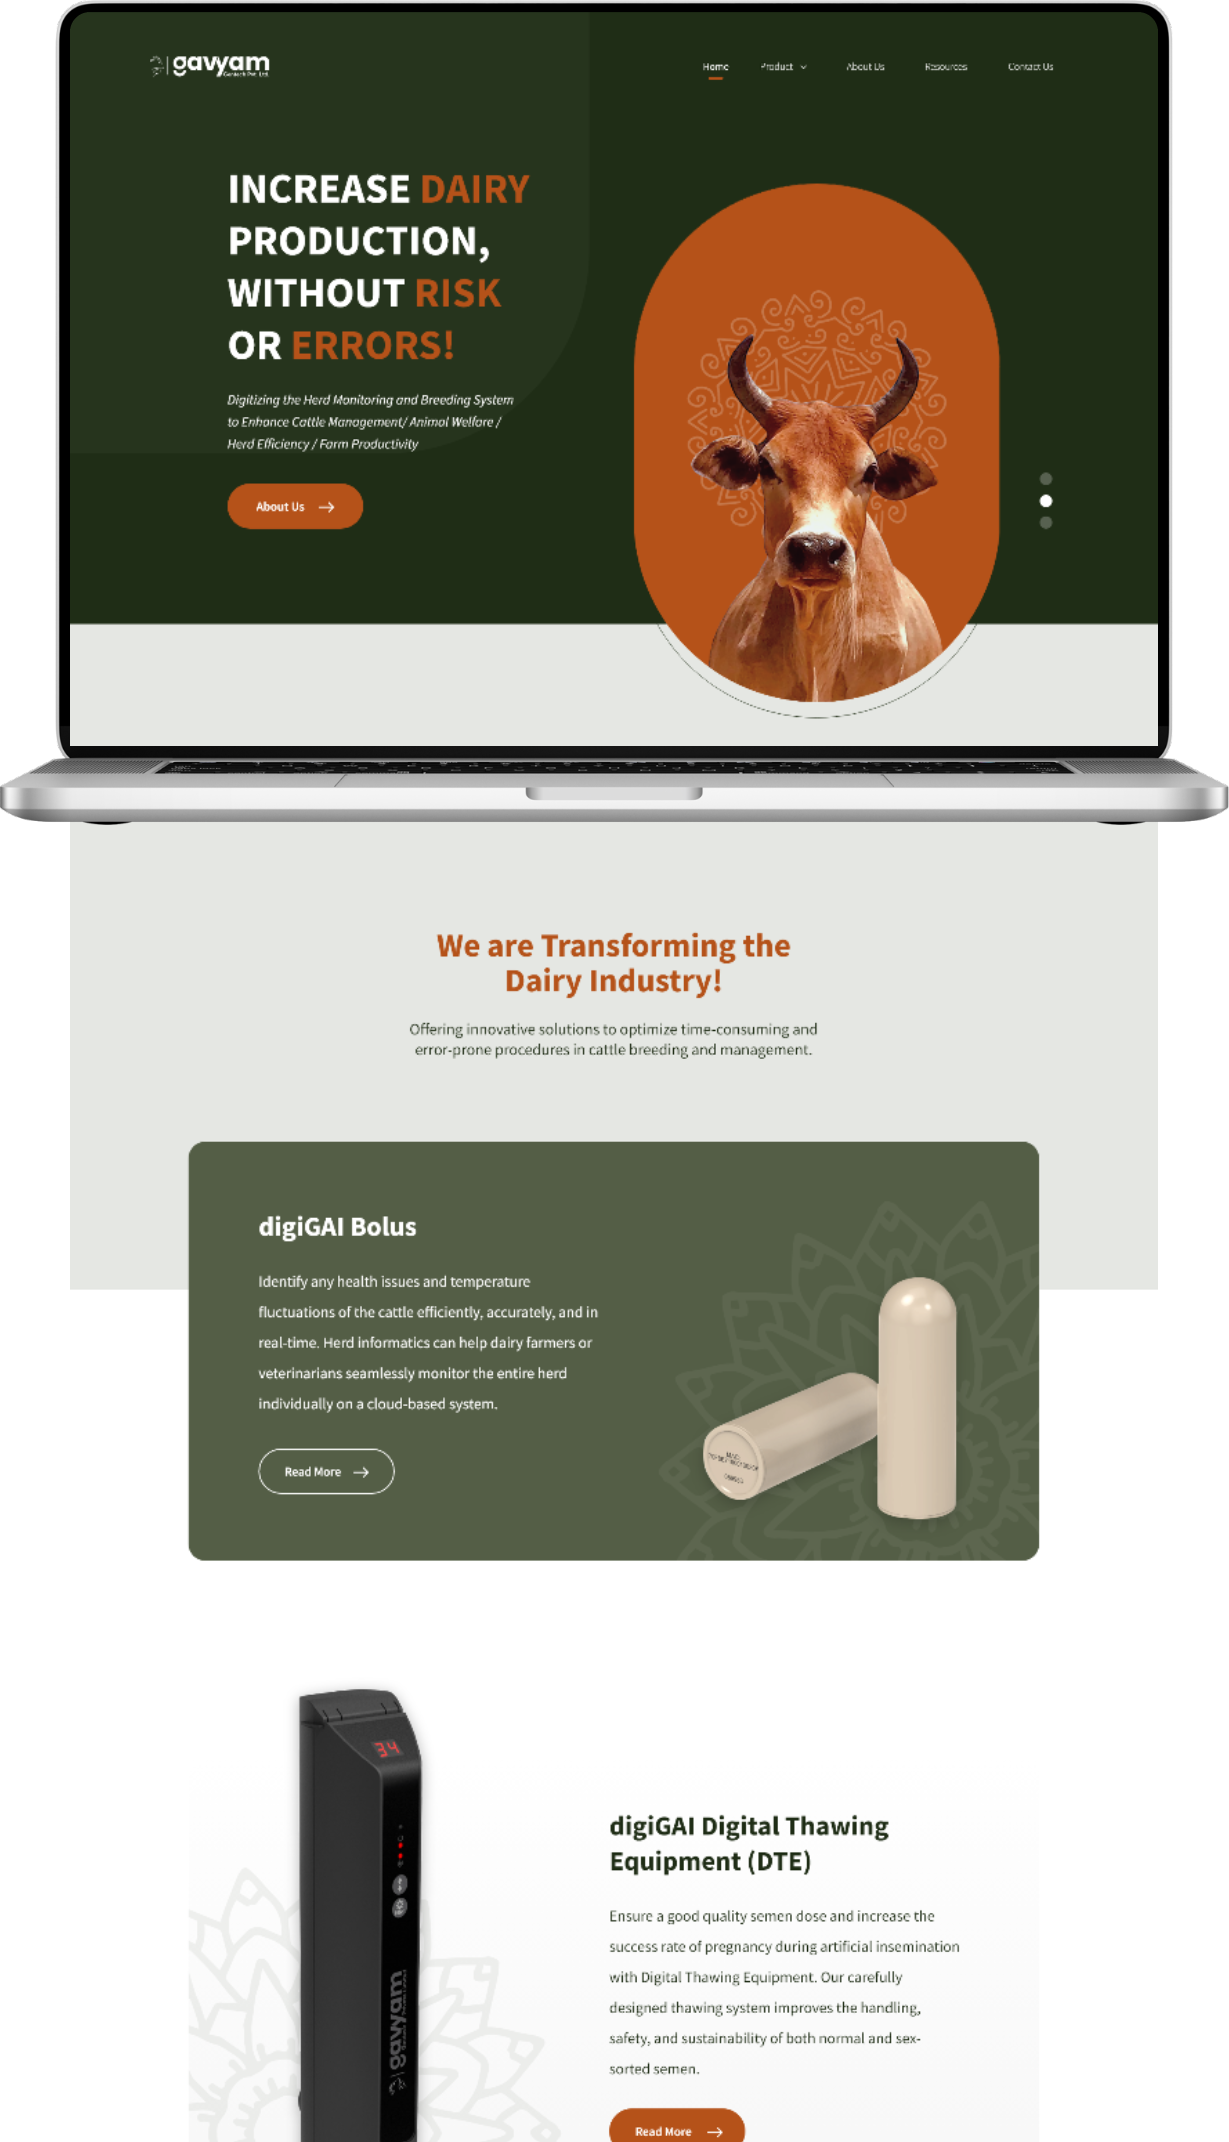 gavyam
Gentech Pvt. Ltd.
Home Product About Us Resources Contact Us
INCREASE DAIRY
PRODUCTION,
WITHOUT RISK
OR ERRORS!
Digitizing the Herd Monitoring and Breeding System
to Enhance Cattle Management/ Animal Welfare /
Herd Efficiency / Farm Productivity
About Us
We are Transforming the
Dairy Industry!
Offering innovative solutions to optimize time-consuming and
error-prone procedures in cattle breeding and management.
digiGAI Bolus
Identify any health issues and temperature
fluctuations of the cattle efficiently, accurately, and in
real-time. Herd informatics can help dairy farmers or
veterinarians seamlessly monitor the entire herd
individually on a cloud-based system.
Read More
34
gavyam
digiGAI Digital Thawing
Equipment (DTE)
Ensure a good quality semen dose and increase the
success rate of pregnancy during artificial insemination
with Digital Thawing Equipment. Our carefully
designed thawing system improves the handling,
safety, and sustainability of both normal and sex-
sorted semen.
Read More